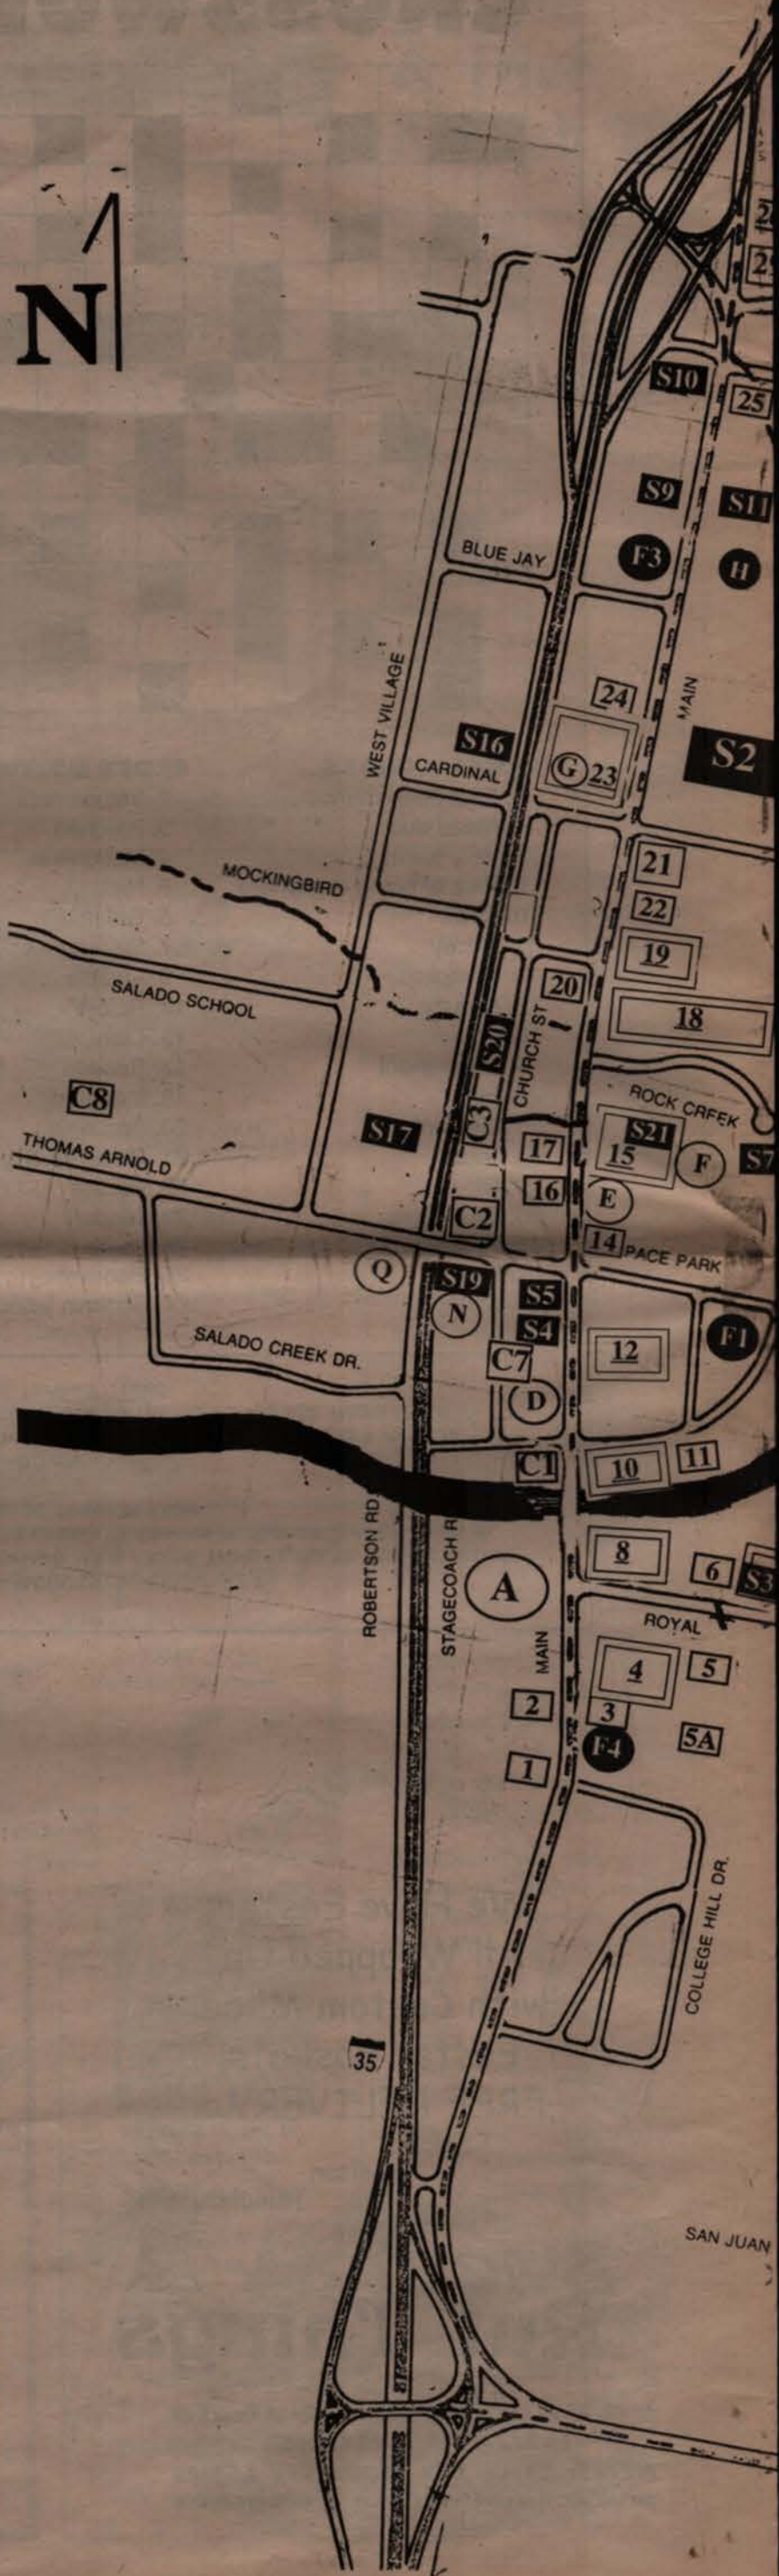 N
S10
25
S9
S11
BLUE JAY
F3
H
WEST VILLAGE
24
MAIN
S16
CARDINAL
G
23
S2
21
MOCKINGBIRD
22
19
SALADO SCHOOL
20
18
S20
CHURCH ST
C8
C3
ROCK CREEK
S17
17
S21
15
F
S7
THOMAS ARNOLD
16
E
C2
14
PACE PARK
Q
S19
N
S5
S4
12
F1
SALADO CREEK DR.
C7
D
C1
10
11
ROBERTSON RD
STAGECOACH R
A
8
6
S3
ROYAL
MAIN
4
5
2
3
F4
5A
1
COLLEGE HILL DR.
35
SAN JUAN